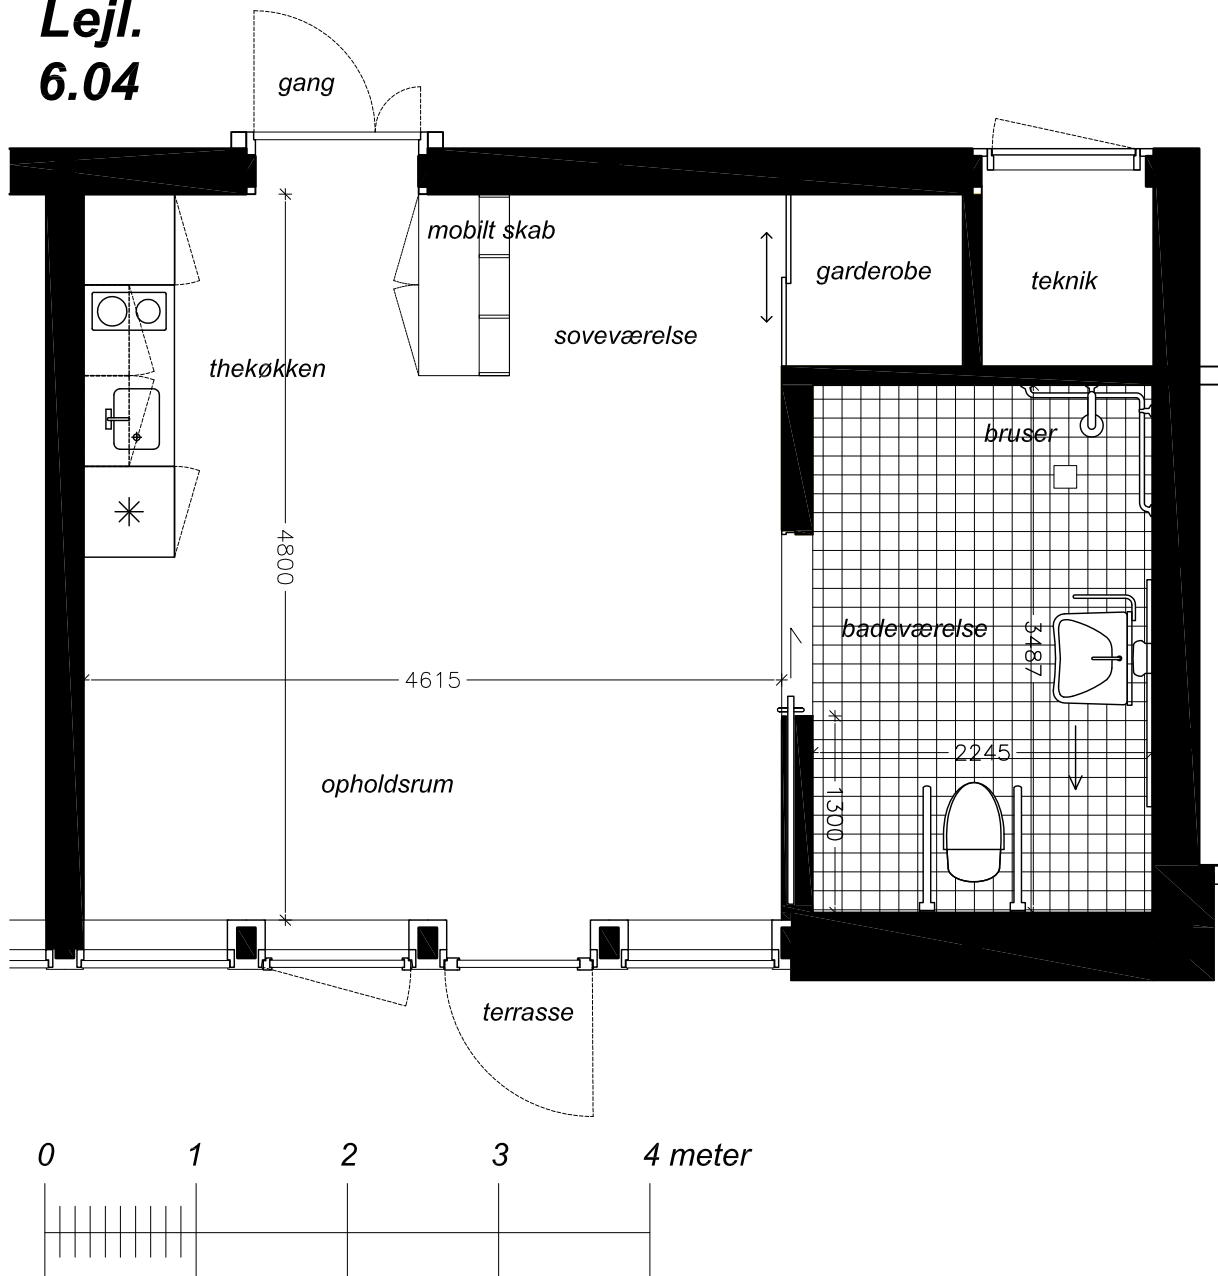 Lejl.
6.04
gang
mobilt skab
garderobe
teknik
soveværelse
thekøkken
bruser
4800
badeværelse
3487
4615
2245
opholdsrum
1300
terrasse
0 1 2 3 4 meter